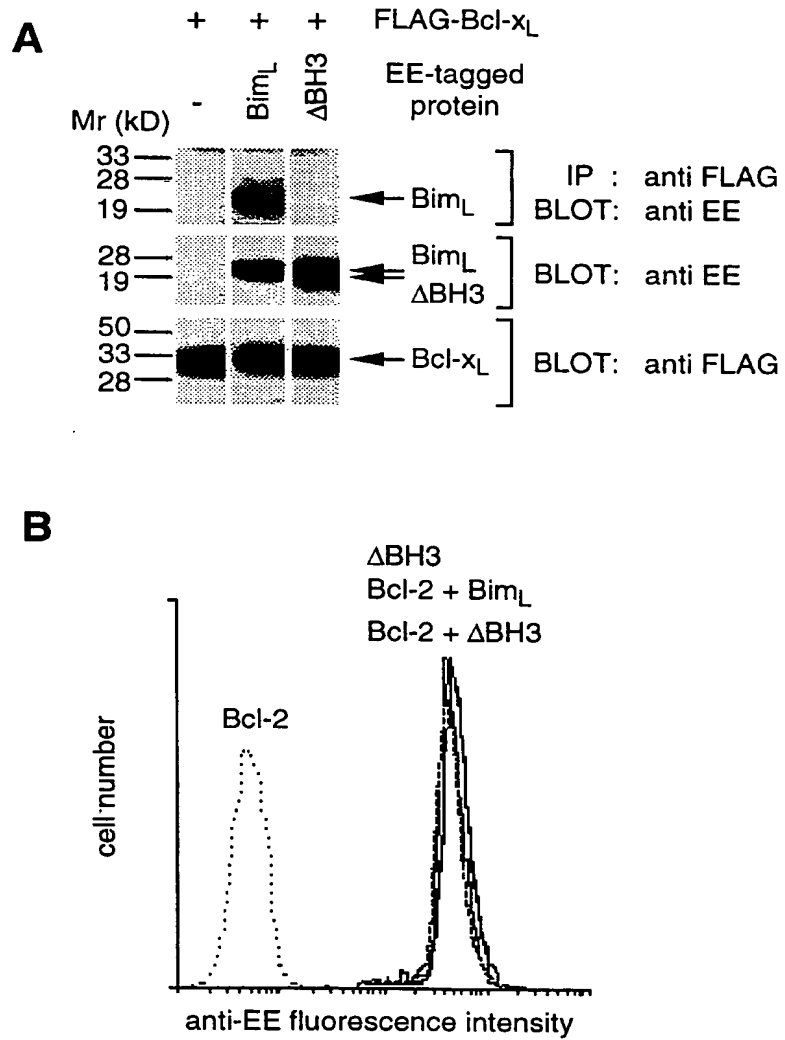 A
+ + + FLAG-Bcl-xL
- BimL ΔBH3 EE-tagged
protein
Mr (kD)
33
28
19
BimL
IP : anti FLAG
BLOT: anti EE
28
19
BimL
ΔBH3
BLOT: anti EE
50
33
28
Bcl-xL
BLOT: anti FLAG
B
ΔBH3
Bcl-2 + BimL
Bcl-2 + ΔBH3
Bcl-2
cell number
anti-EE fluorescence intensity